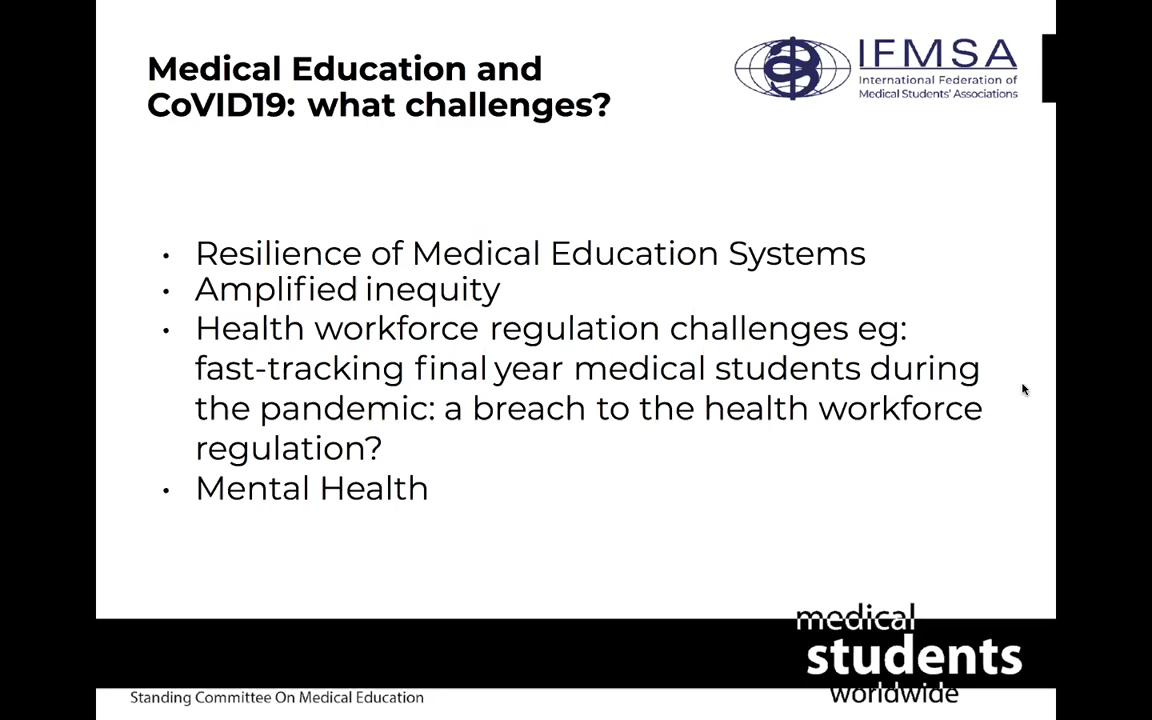 Medical Education and
CoVID19: what challenges?
IFMSA
International Federation of
Medical Students' Associations
• Resilience of Medical Education Systems
• Amplified inequity
• Health workforce regulation challenges eg:
fast-tracking final year medical students during
the pandemic: a breach to the health workforce
regulation?
• Mental Health
medical
students
worldwide
Standing Committee On Medical Education